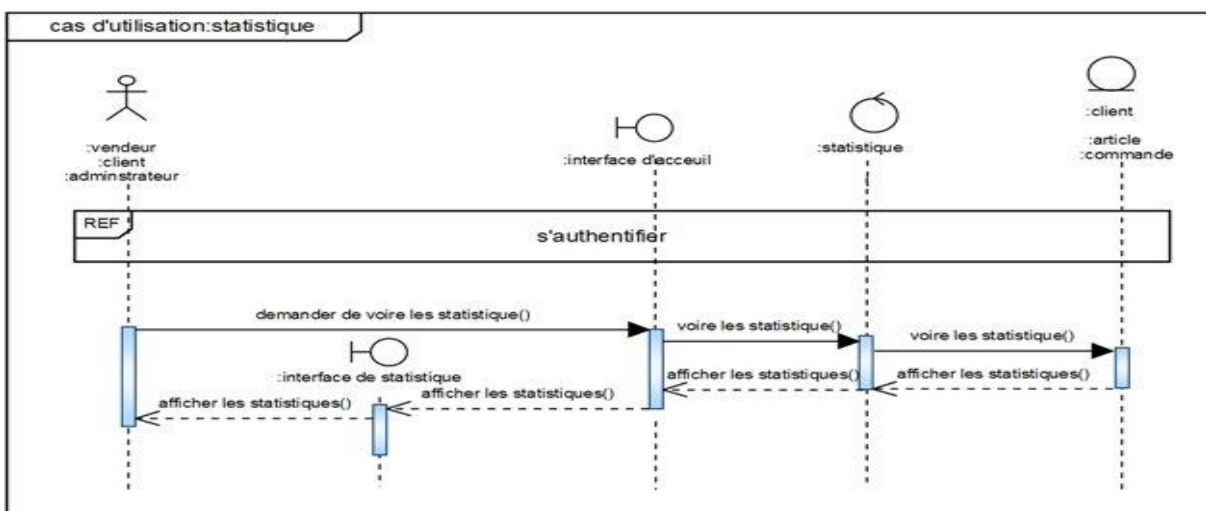 cas d'utilisation:statistique
:vendeur
:client
:adminstrateur
:interface d'acceuil
:statistique
:client
:article
:commande
REF
s'authentifier
demander de voire les statistique()
voire les statistique()
voire les statistique()
:interface de statistique
afficher les statistiques()
afficher les statistiques()
afficher les statistiques()
afficher les statistiques()